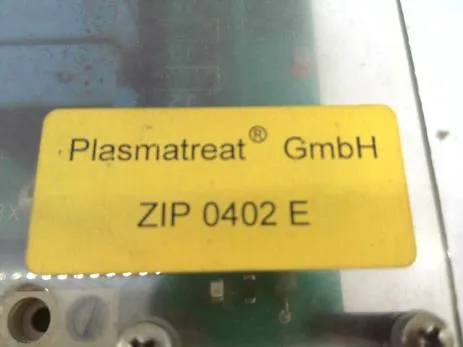 Plasmatreat® GmbH
ZIP 0402 E